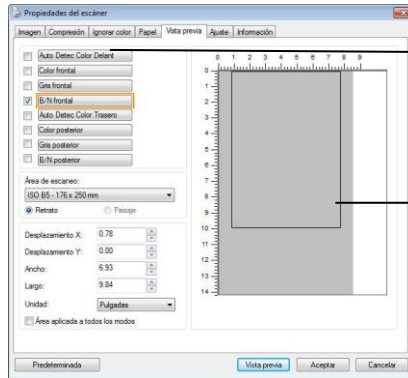 Propiedades del escáner
Imagen Compresión Ignorar color Papel Vista previa Ajuste Información
Auto Detec Color Delant
Color frontal
Gris frontal
B/N frontal
Auto Detec Color Trasero
Color posterior
Gris posterior
B/N posterior
Área de escaneo:
ISO B5 - 176 x 250 mm
Retrato Paisaje
Desplazamiento X: 0.78
Desplazamiento Y: 0.00
Ancho: 6.93
Largo: 9.84
Unidad: Pulgadas
Área aplicada a todos los modos
0 1 2 3 4 5 6 7 8 9
0
1
2
3
4
5
6
7
8
9
10
11
12
13
14
Predeterminada Vista previa Aceptar Cancelar